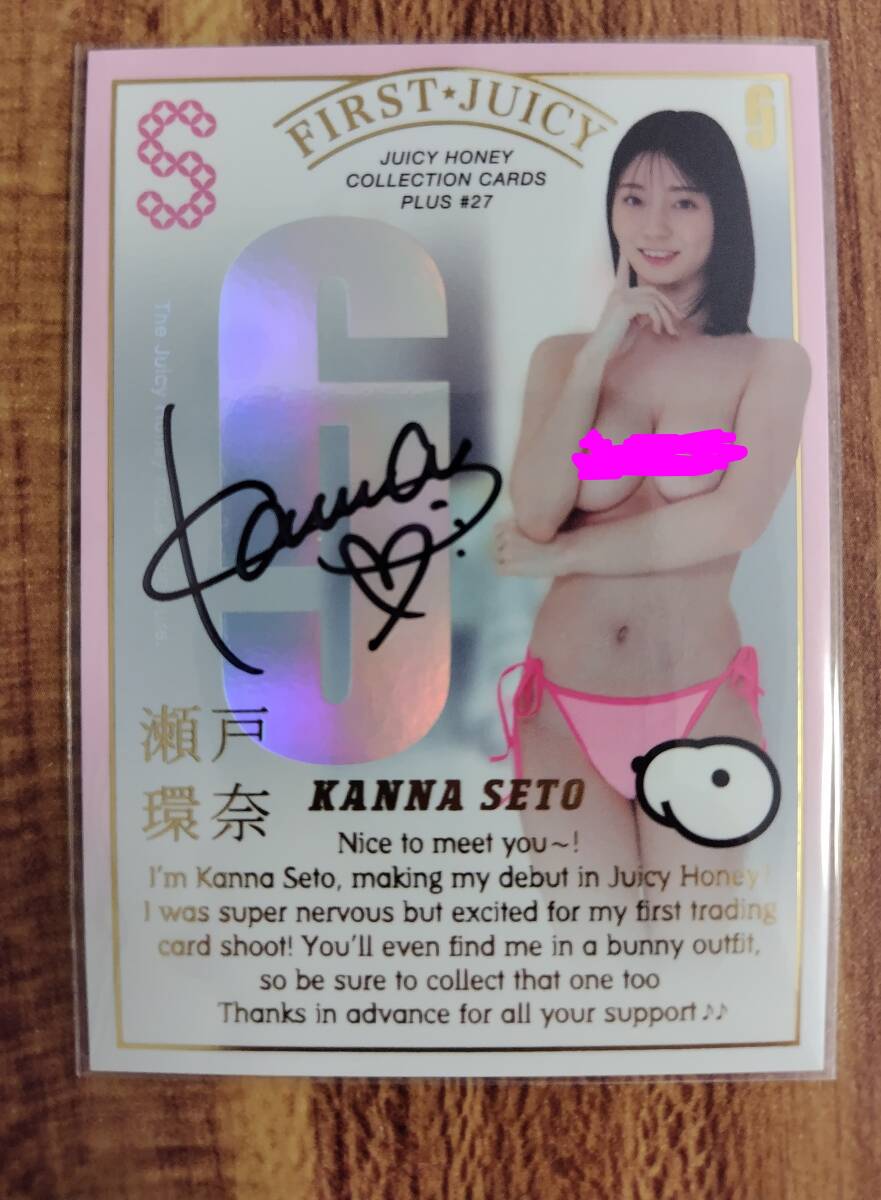 FIRST★JUICY
JUICY HONEY
COLLECTION CARDS
PLUS #27
S
瀬戸
環奈
Kanna
KANNA SETO
Nice to meet you~!
I'm Kanna Seto, making my debut in Juicy Honey!
I was super nervous but excited for my first trading
card shoot! You'll even find me in a bunny outfit,
so be sure to collect that one too
Thanks in advance for all your support♪♪
The Juicy